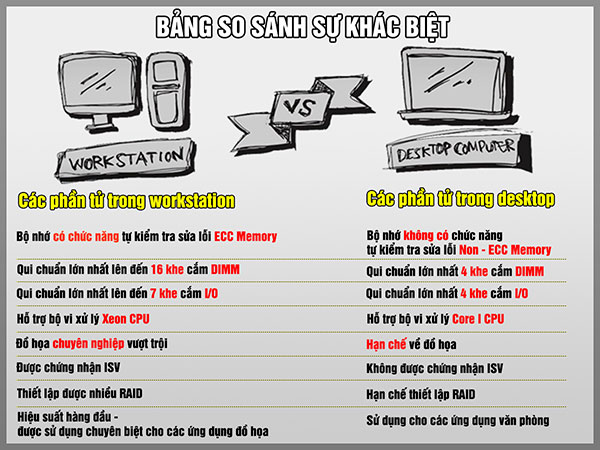 BẢNG SO SÁNH SỰ KHÁC BIỆT
VS
WORKSTATION
DESKTOP COMPUTER
Các phần tử trong workstation
Các phần tử trong desktop
Bộ nhớ có chức năng tự kiểm tra sửa lỗi ECC Memory
Bộ nhớ không có chức năng
tự kiểm tra sửa lỗi Non - ECC Memory
Qui chuẩn lớn nhất lên đến 16 khe cắm DIMM
Qui chuẩn lớn nhất 4 khe cắm DIMM
Qui chuẩn lớn nhất lên đến 7 khe cắm I/O
Qui chuẩn lớn nhất 4 khe cắm I/O
Hỗ trợ bộ vi xử lý Xeon CPU
Hỗ trợ bộ vi xử lý Core I CPU
Đồ họa chuyên nghiệp vượt trội
Hạn chế về đồ họa
Được chứng nhận ISV
Không được chứng nhận ISV
Thiết lập được nhiều RAID
Hạn chế thiết lập RAID
Hiệu suất hàng đầu -
được sử dụng chuyên biệt cho các ứng dụng đồ họa
Sử dụng cho các ứng dụng văn phòng